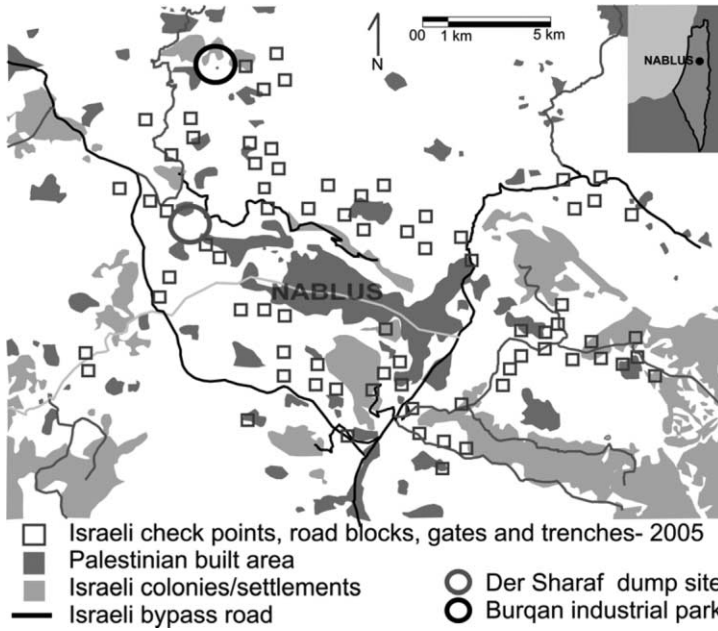 00 1 km 5 km
N
NABLUS
NABLUS
Israeli check points, road blocks, gates and trenches- 2005
Palestinian built area
Israeli colonies/settlements
Israeli bypass road
Der Sharaf dump site
Burqan industrial park